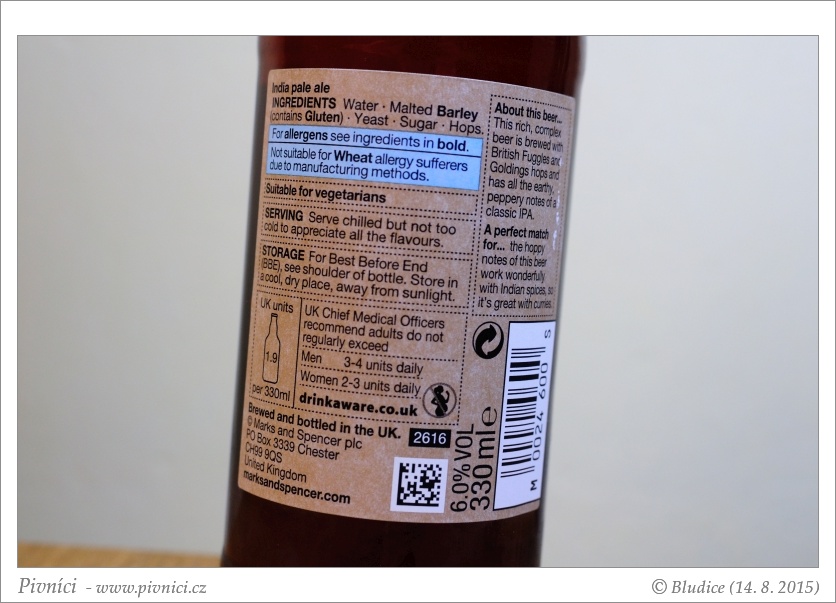 India pale ale
INGREDIENTS Water · Malted Barley
(contains Gluten) · Yeast · Sugar · Hops.
For allergens see ingredients in bold.
Not suitable for Wheat allergy sufferers
due to manufacturing methods.
Suitable for vegetarians
SERVING Serve chilled but not too
cold to appreciate all the flavours.
STORAGE For Best Before End
(BBE), see shoulder of bottle. Store in
a cool, dry place, away from sunlight.
UK units
1.9
per 330ml
UK Chief Medical Officers
recommend adults do not
regularly exceed
Men 3-4 units daily
Women 2-3 units daily
drinkaware.co.uk
Brewed and bottled in the UK.
© Marks and Spencer plc
PO Box 3339 Chester
CH99 9QS
United Kingdom
marksandspencer.com
2616
About this beer...
This rich, complex
beer is brewed with
British Fuggles and
Goldings hops and
has all the earthy,
peppery notes of a
classic IPA.
A perfect match
for... the hoppy
notes of this beer
work wonderfully
with Indian spices, so
it's great with curries.
6.0% VOL
330 ml e
M 0024 600 S
Pivníci - www.pivnici.cz
© Bludice (14. 8. 2015)